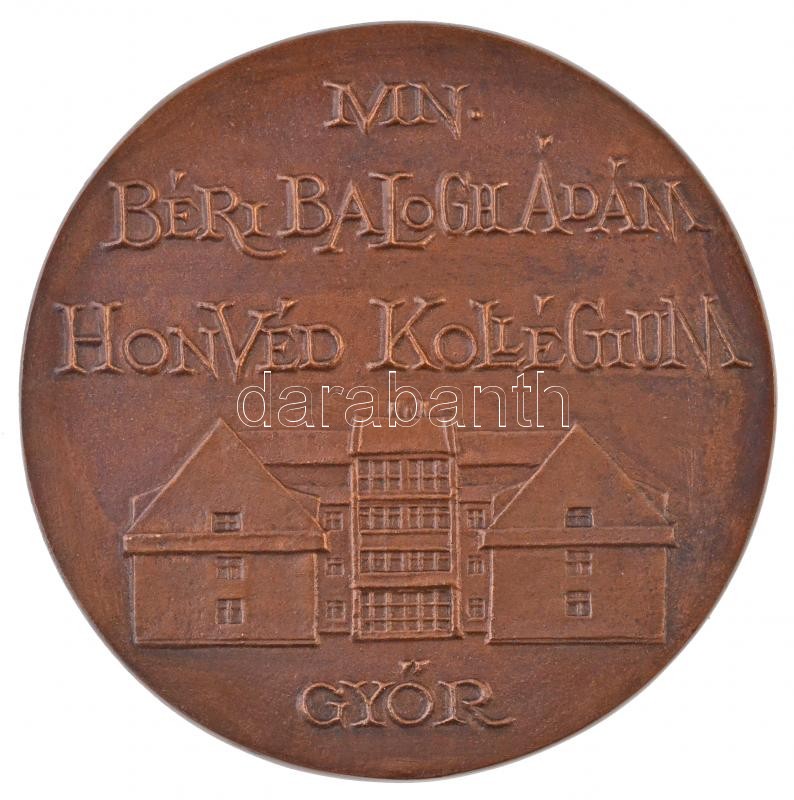 MN.
BÉRI BALOGH ÁDÁM
HONVÉD KOLLÉGIUM
darabanth
GYŐR